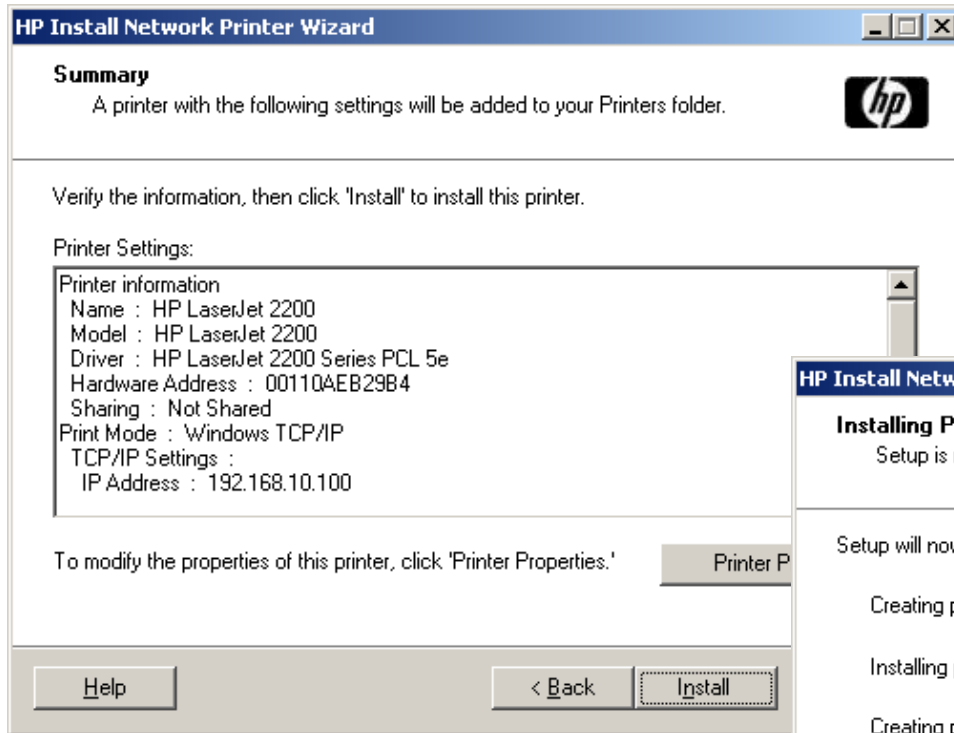 HP Install Network Printer Wizard
Summary
A printer with the following settings will be added to your Printers folder.
hp
Verify the information, then click 'Install' to install this printer.
Printer Settings:
Printer information
Name : HP LaserJet 2200
Model : HP LaserJet 2200
Driver : HP LaserJet 2200 Series PCL 5e
Hardware Address : 00110AEB29B4
Sharing : Not Shared
Print Mode : Windows TCP/IP
TCP/IP Settings :
IP Address : 192.168.10.100
To modify the properties of this printer, click 'Printer Properties.'
Printer P
Help
< Back
Install
HP Install Netw
Installing P
Setup is
Setup will now
Creating p
Installing p
Creating p